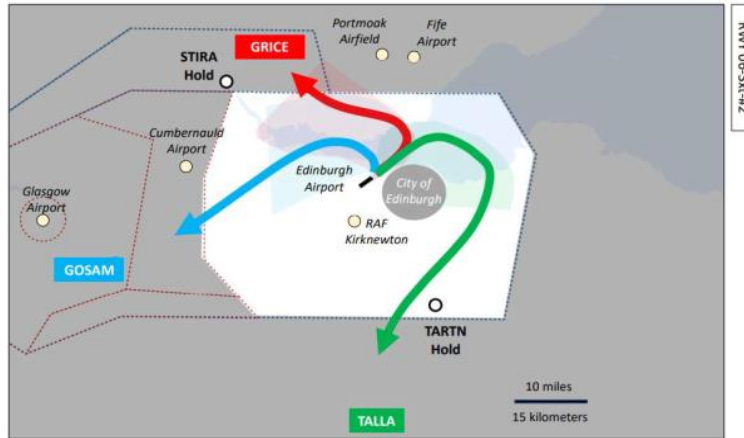 Portmoak
Airfield
Fife
Airport
GRICE
STIRA
Hold
Cumbernauld
Airport
Edinburgh
Airport
City of
Edinburgh
Glasgow
Airport
RAF
Kirknewton
GOSAM
TARTN
Hold
10 miles
15 kilometers
TALLA